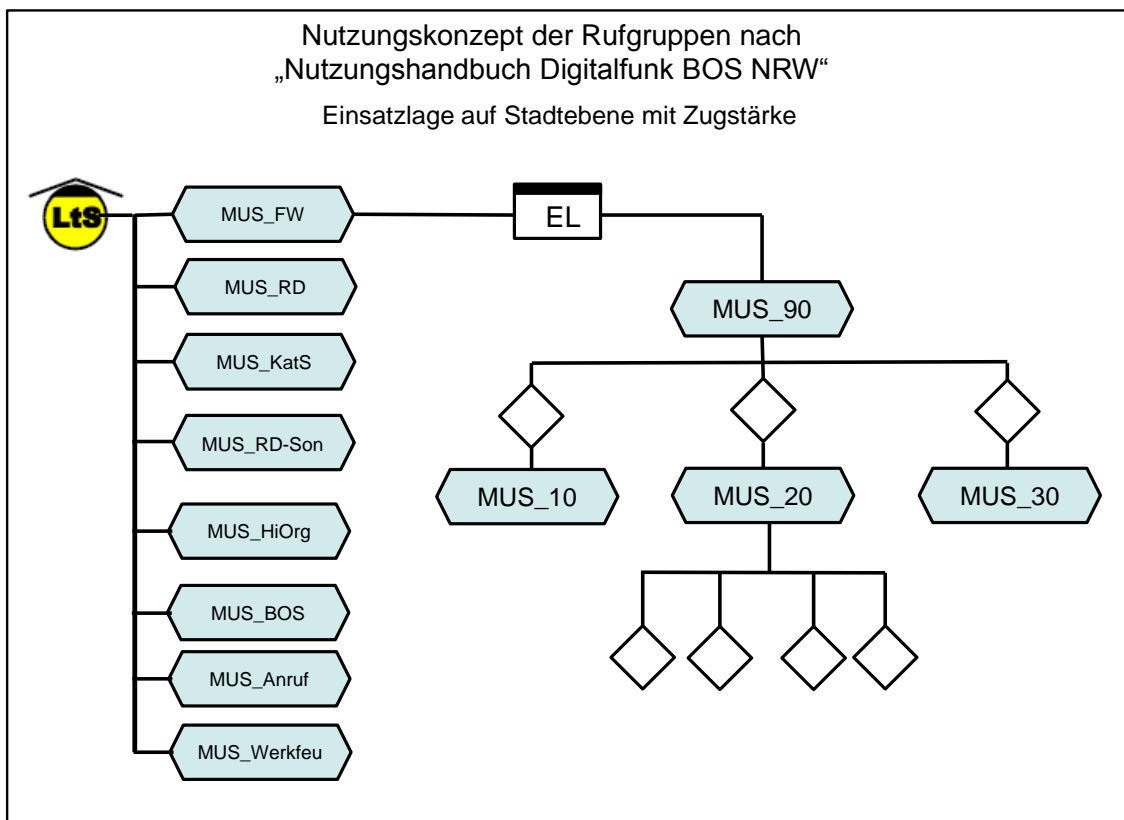 Nutzungskonzept der Rufgruppen nach
„Nutzungshandbuch Digitalfunk BOS NRW“
Einsatzlage auf Stadtebene mit Zugstärke
LtS
MUS_FW
EL
MUS_RD
MUS_90
MUS_KatS
MUS_RD-Son
MUS_10
MUS_20
MUS_30
MUS_HiOrg
MUS_BOS
MUS_Anruf
MUS_Werkfeu